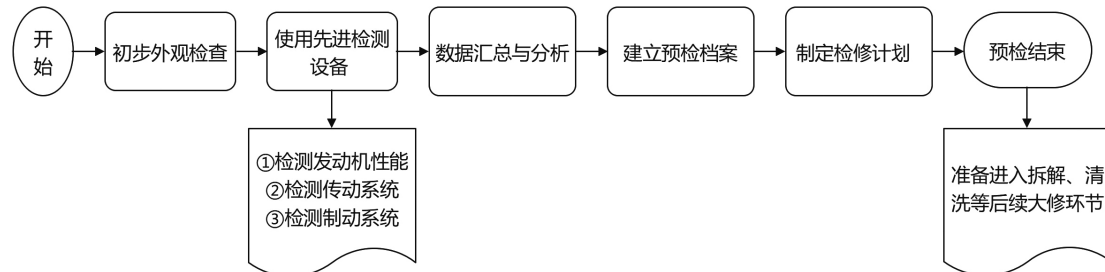 开
始
初步外观检查
使用先进检测
设备
数据汇总与分析
建立预检档案
制定检修计划
预检结束
①检测发动机性能
②检测传动系统
③检测制动系统
准备进入拆解、清
洗等后续大修环节